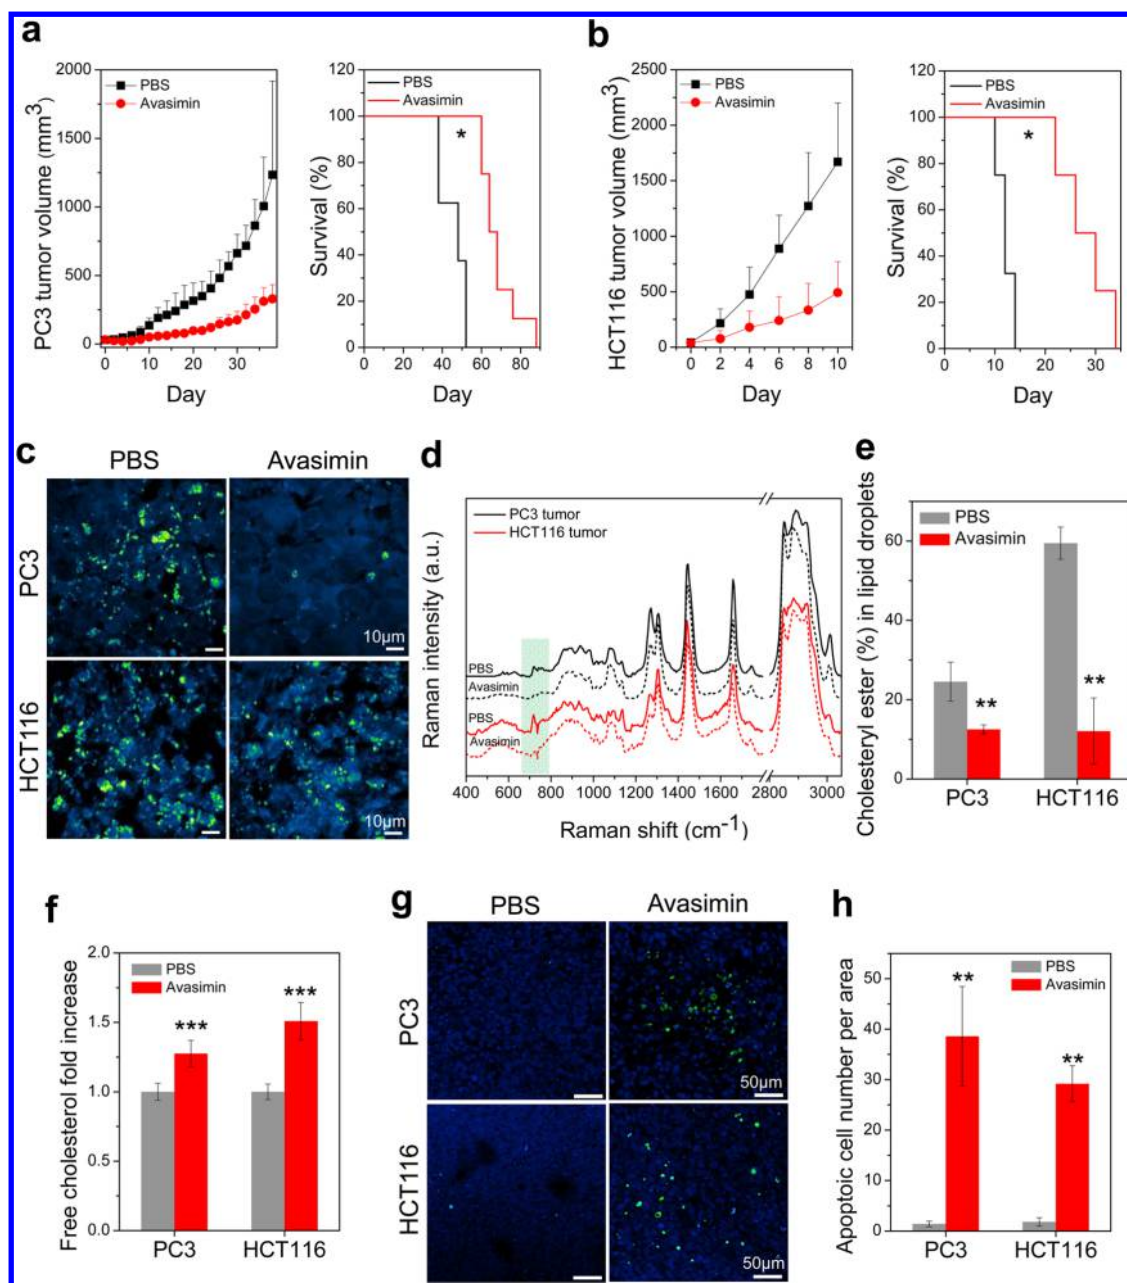 a
2000
1500
1000
500
0
PBS
Avasimin
PC3 tumor volume (mm3)
0 10 20 30
Day
120
100
80
60
40
20
0
PBS
Avasimin
*
Survival (%)
0 20 40 60 80
Day
b
2500
2000
1500
1000
500
0
PBS
Avasimin
HCT116 tumor volume (mm3)
0 2 4 6 8 10
Day
120
100
80
60
40
20
0
PBS
Avasimin
*
Survival (%)
0 10 20 30
Day
c
PBS Avasimin
PC3
10μm
HCT116
10μm
d
PC3 tumor
HCT116 tumor
PBS
Avasimin
PBS
Avasimin
Raman intensity (a.u.)
400 600 800 1000 1200 1400 1600 2800 3000
Raman shift (cm-1)
e
Cholesteryl ester (%) in lipid droplets
60
40
20
0
PBS
Avasimin
**
**
PC3 HCT116
f
Free cholesterol fold increase
2.0
1.5
1.0
0.5
0.0
PBS
Avasimin
***
***
PC3 HCT116
g
PBS Avasimin
PC3
50μm
HCT116
50μm
h
Apoptoic cell number per area
50
40
30
20
10
0
PBS
Avasimin
**
**
PC3 HCT116